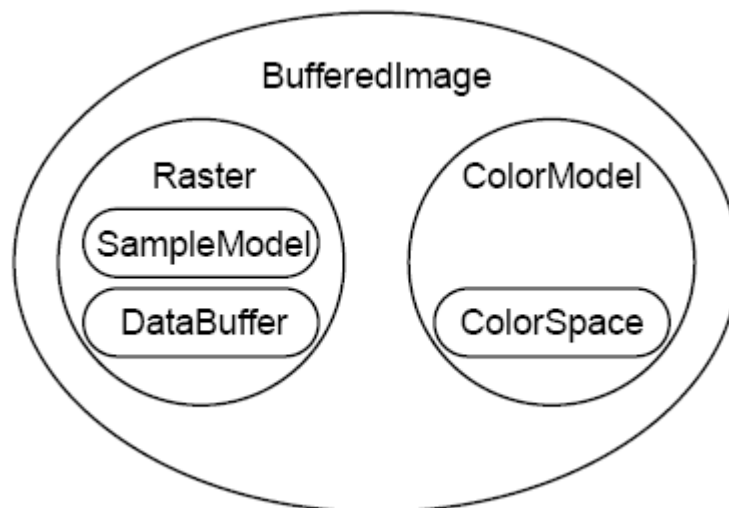 BufferedImage
Raster
SampleModel
DataBuffer
ColorModel
ColorSpace